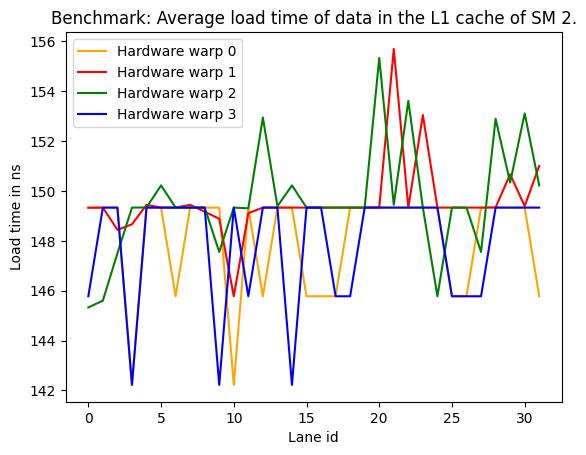 Benchmark: Average load time of data in the L1 cache of SM 2.
Hardware warp 0
Hardware warp 1
Hardware warp 2
Hardware warp 3
Load time in ns
156
154
152
150
148
146
144
142
0 5 10 15 20 25 30
Lane id